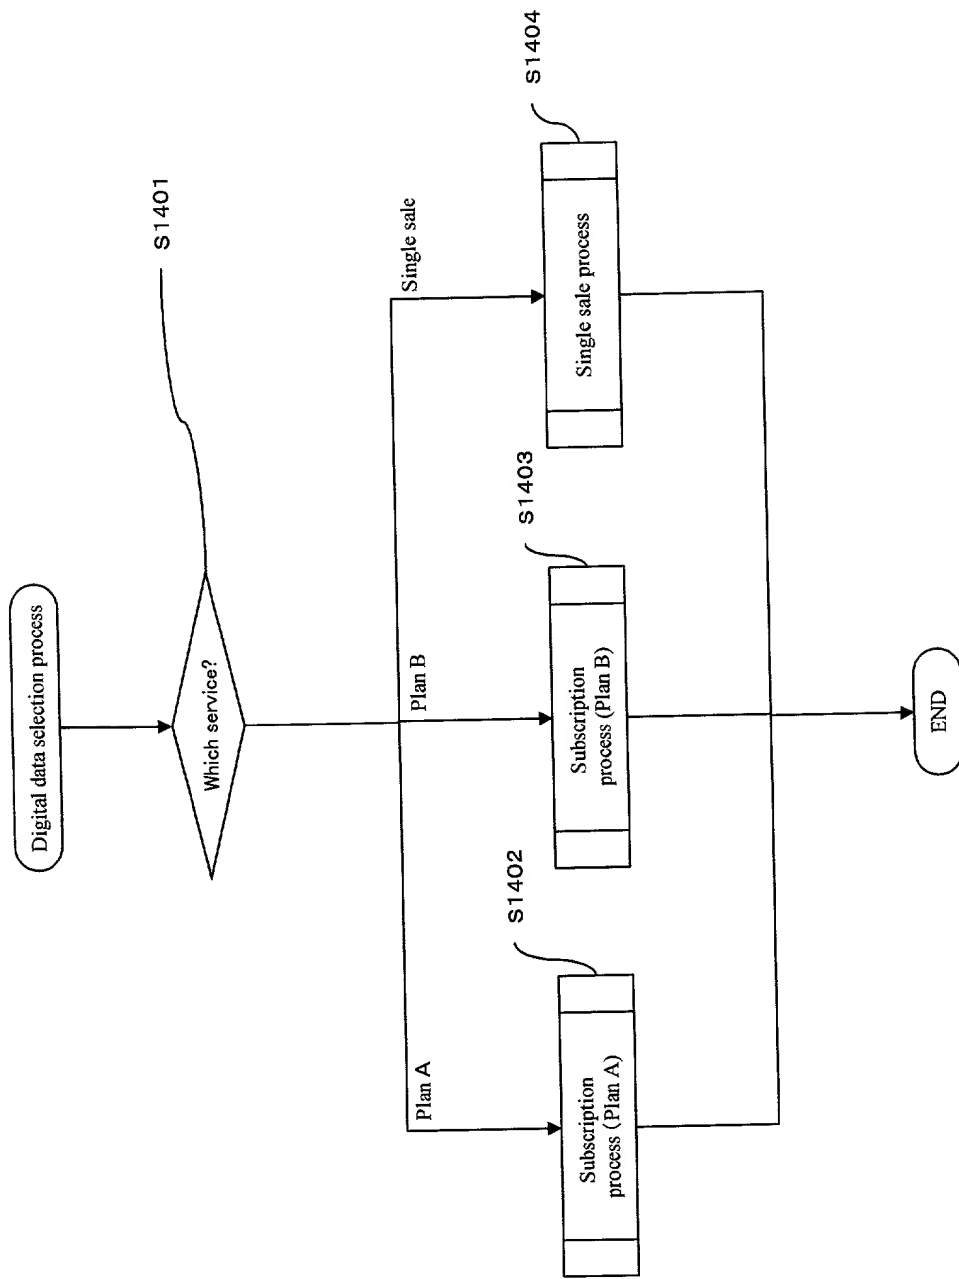 Digital data selection process
S1401
Which service?
Plan A
Plan B
Single sale
S1402
Subscription
process (Plan A)
S1403
Subscription
process (Plan B)
S1404
Single sale process
END